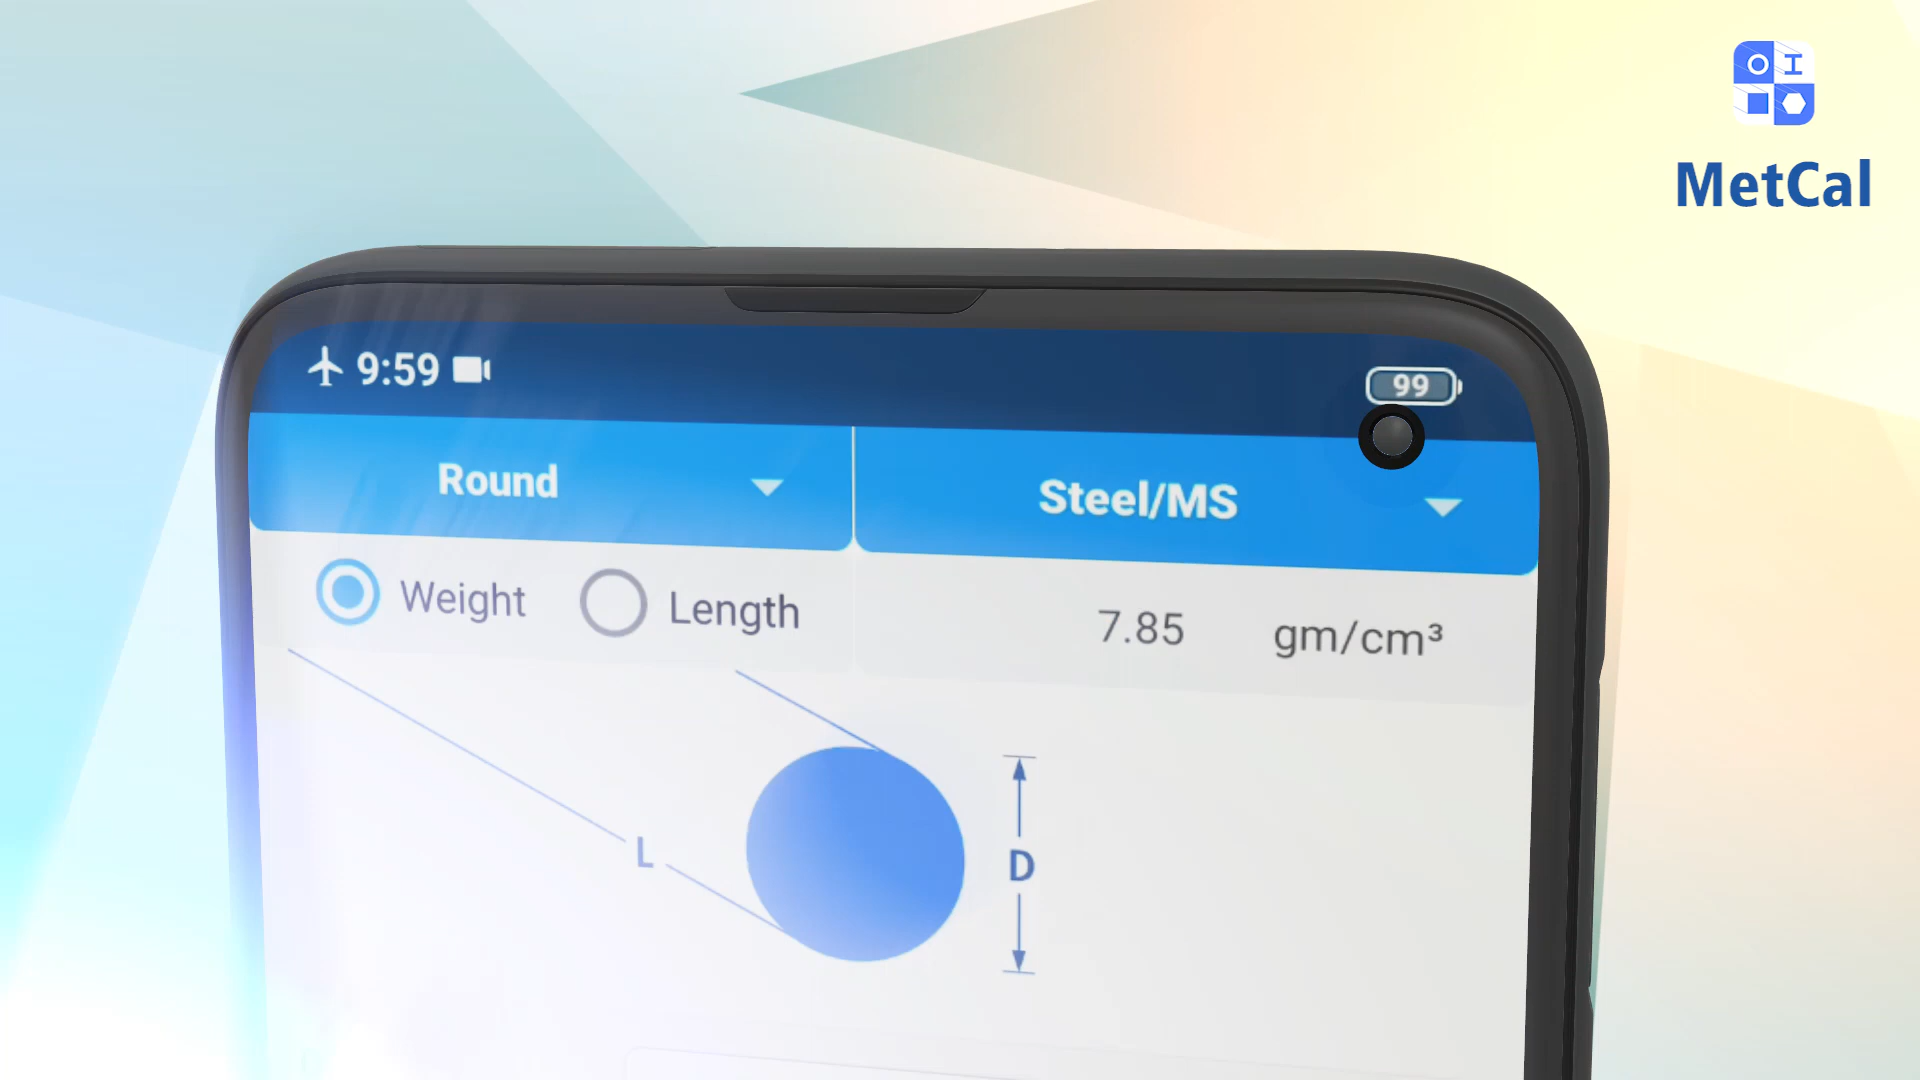 MetCal
9:59
99
Round
Steel/MS
Weight
Length
7.85
gm/cm³
L
D